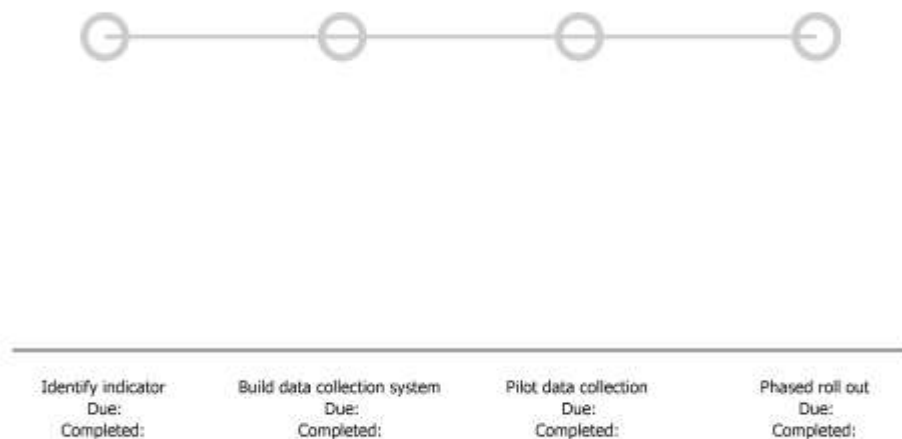 Identify indicator
Due:
Completed:
Build data collection system
Due:
Completed:
Pilot data collection
Due:
Completed:
Phased roll out
Due:
Completed: